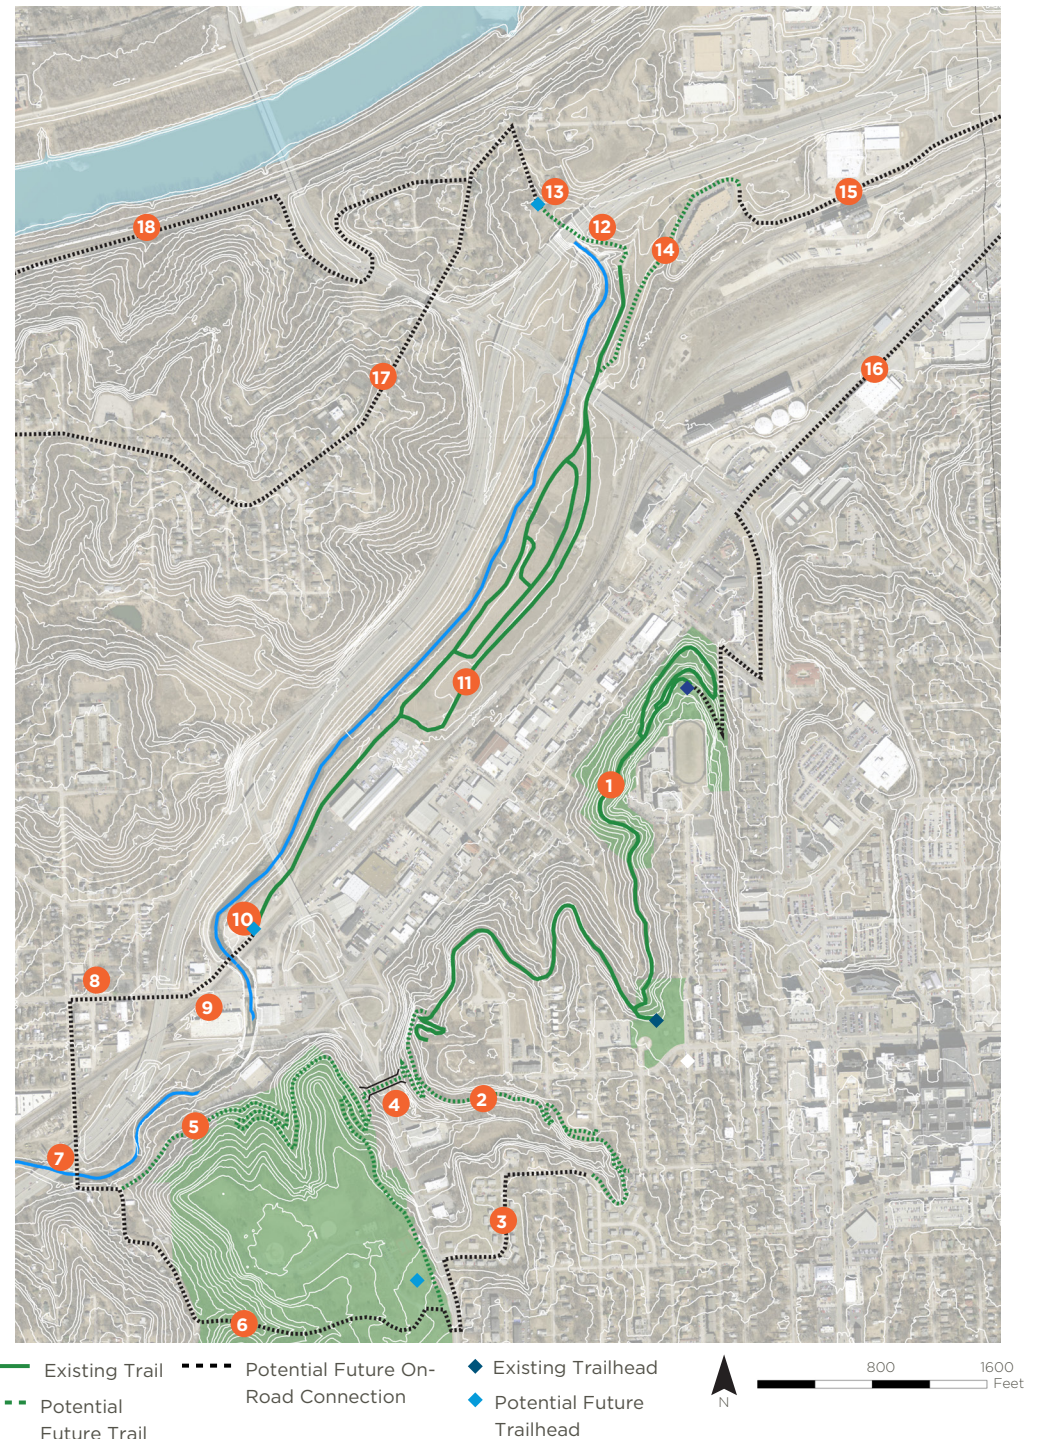 13
12
15
18
14
16
17
11
1
10
8
9
2
4
5
7
3
6
Existing Trail
Potential
Future Trail
Potential Future On-
Road Connection
Existing Trailhead
Potential Future
Trailhead
N
800
1600
Feet